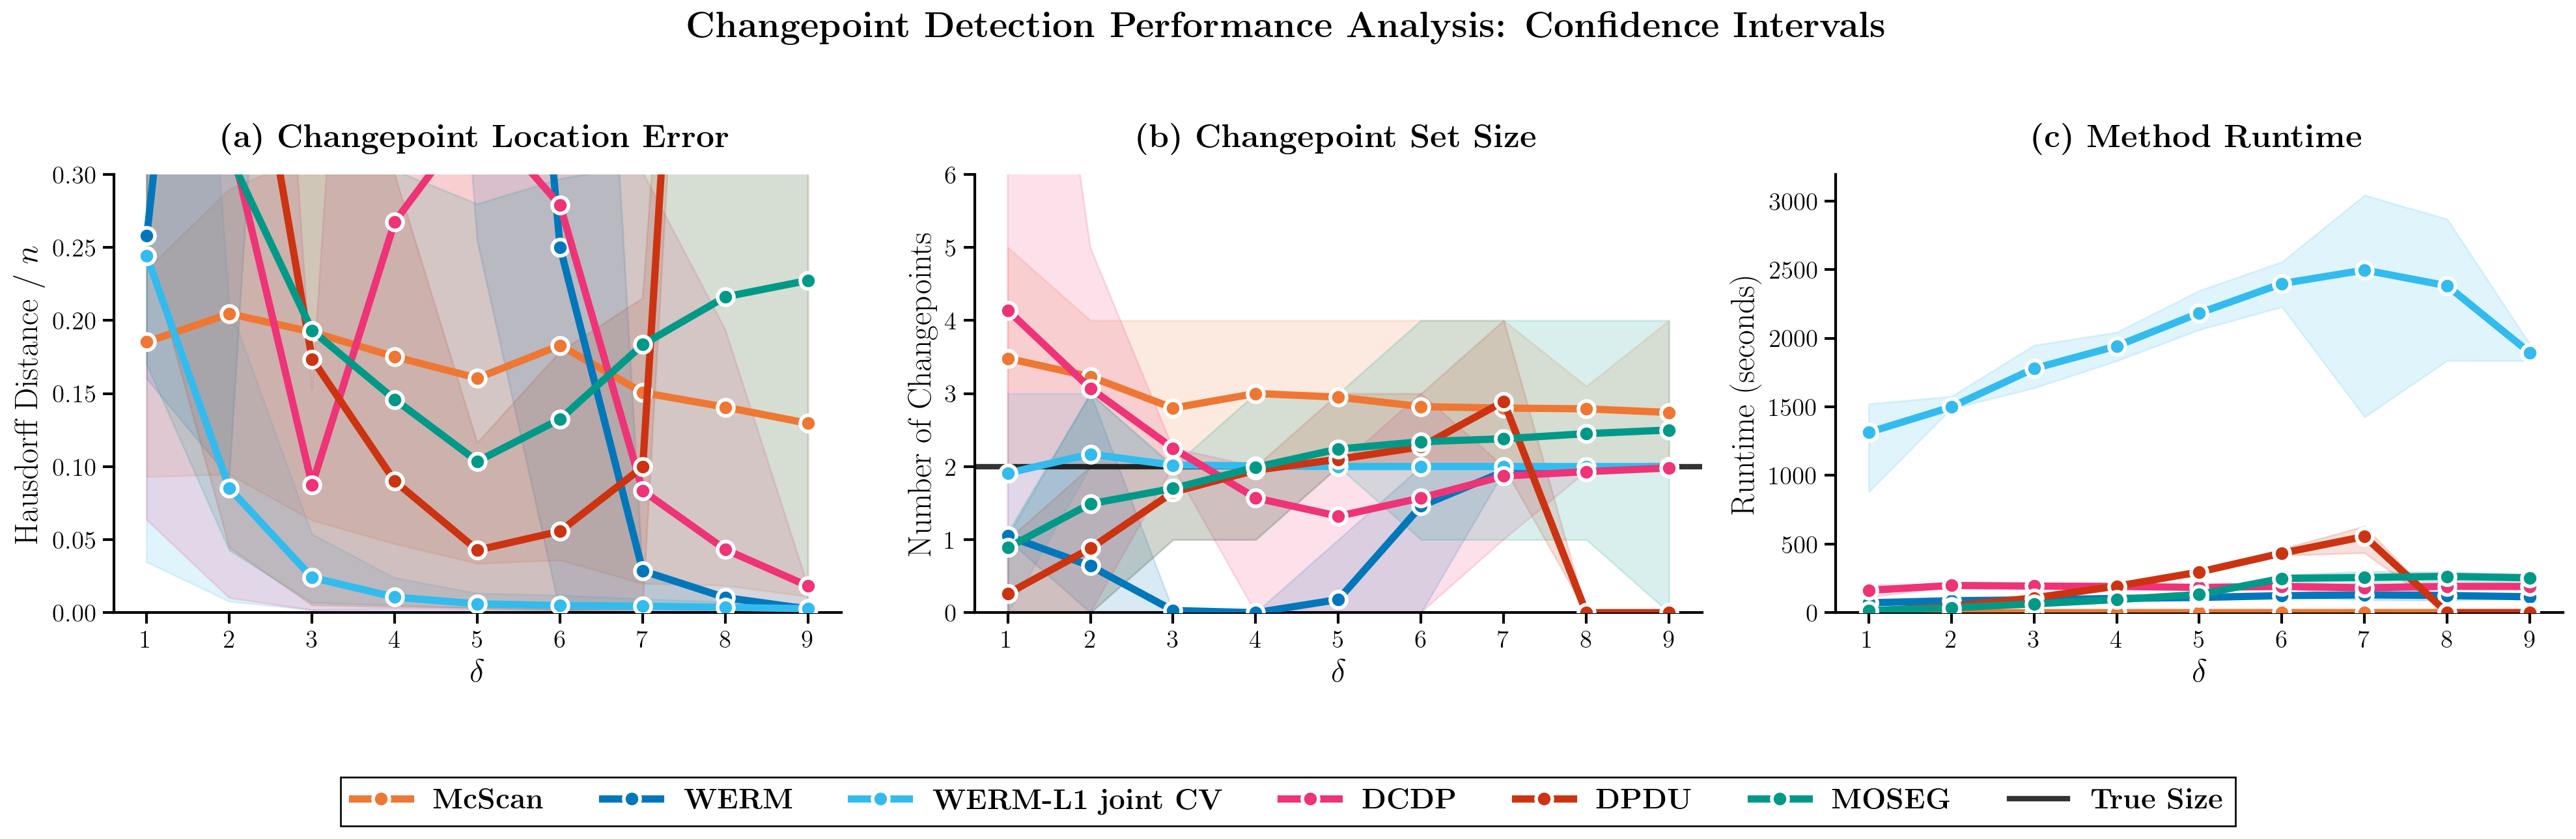 Changepoint Detection Performance Analysis: Confidence Intervals
(a) Changepoint Location Error
(b) Changepoint Set Size
(c) Method Runtime
Hausdorff Distance / n
0.30
0.25
0.20
0.15
0.10
0.05
0.00
1 2 3 4 5 6 7 8 9
δ
Number of Changepoints
6
5
4
3
2
1
0
1 2 3 4 5 6 7 8 9
δ
Runtime (seconds)
3000
2500
2000
1500
1000
500
0
1 2 3 4 5 6 7 8 9
δ
McScan WERM WERM-L1 joint CV DCDP DPDU MOSEG True Size